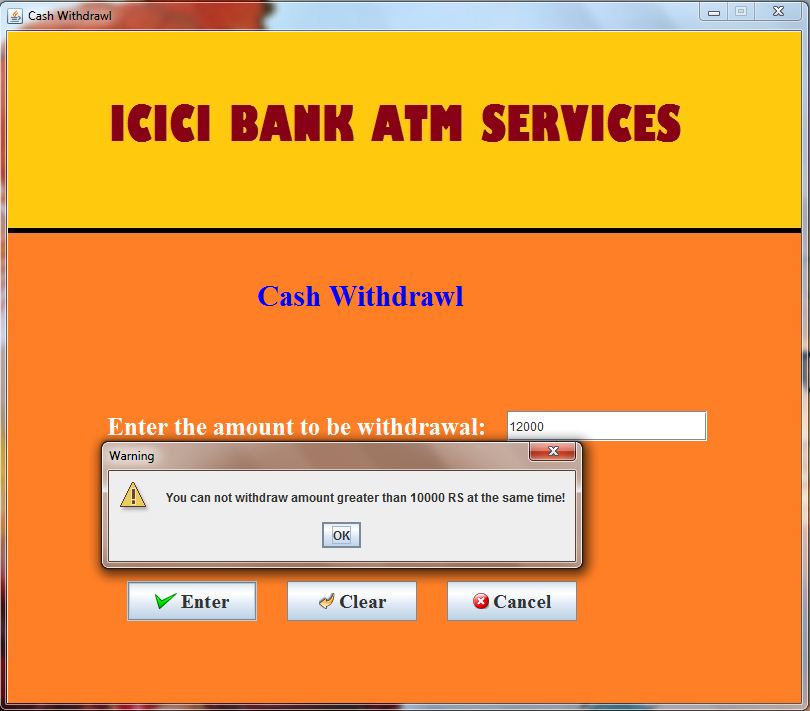 Cash Withdrawl
ICICI BANK ATM SERVICES
Cash Withdrawl
Enter the amount to be withdrawal: 12000
Warning
You can not withdraw amount greater than 10000 RS at the same time!
OK
Enter Clear Cancel